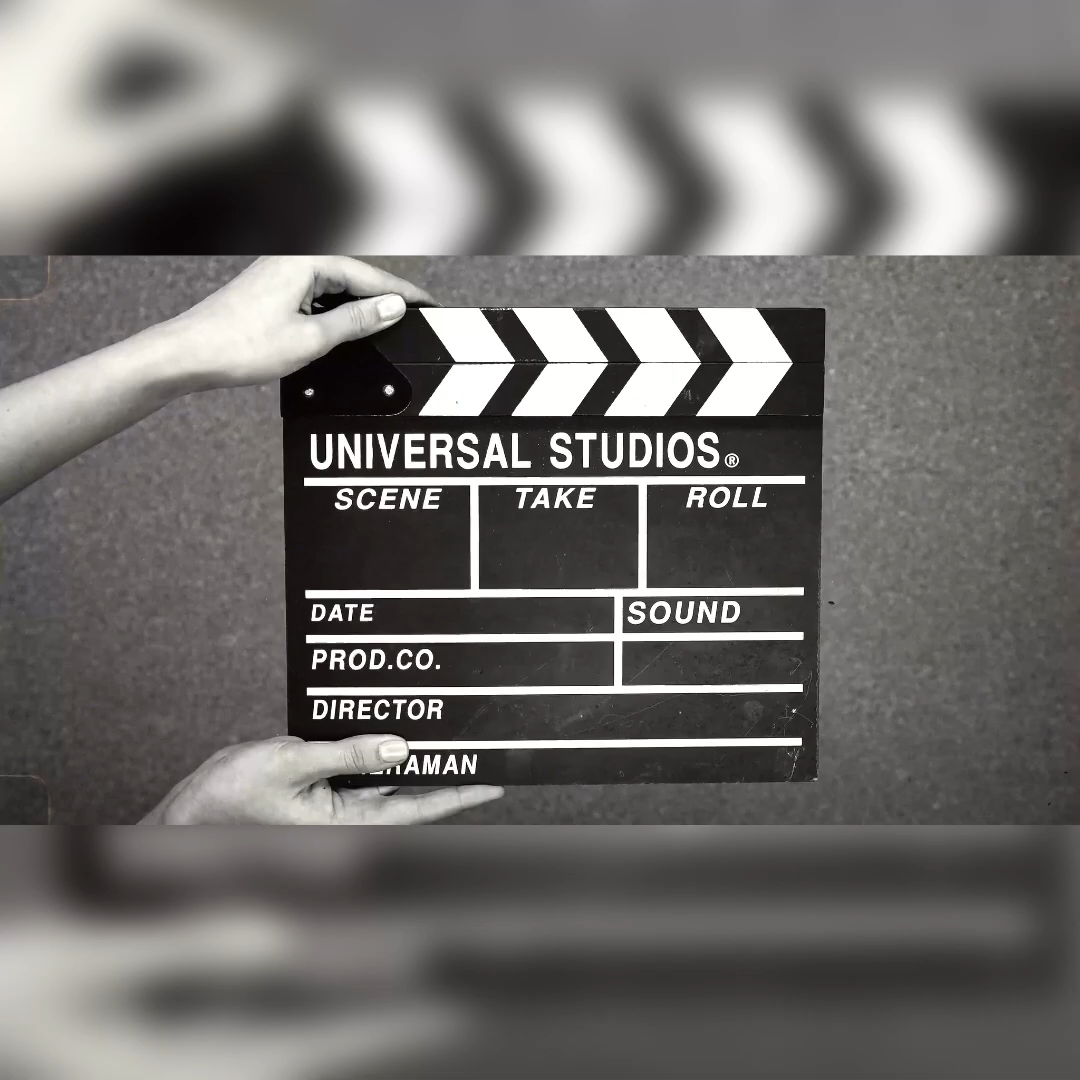 UNIVERSAL STUDIOS®
SCENE TAKE ROLL
DATE SOUND
PROD.CO.
DIRECTOR